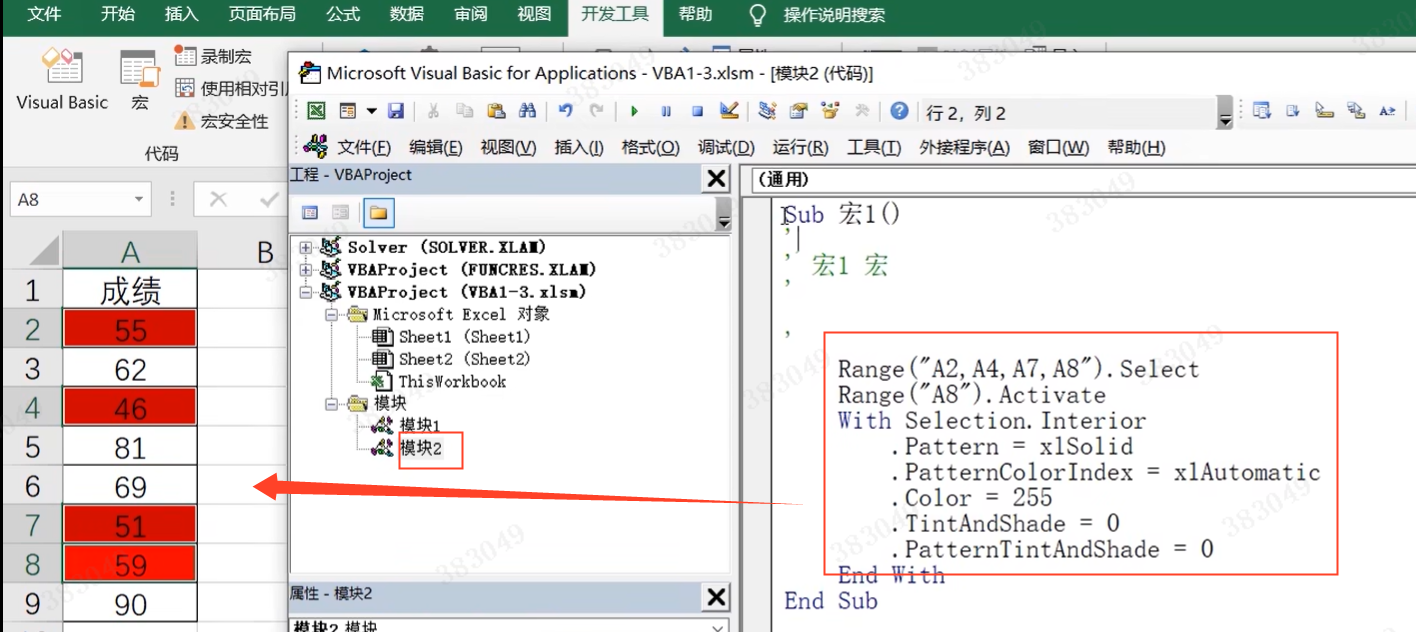 文件 开始 插入 页面布局 公式 数据 审阅 视图 开发工具 帮助 操作说明搜索
录制宏
使用相对引用
宏安全性
Visual Basic 宏
代码
Microsoft Visual Basic for Applications - VBA1-3.xlsm - [模块2 (代码)]
行 2, 列 2
文件(F) 编辑(E) 视图(V) 插入(I) 格式(O) 调试(D) 运行(R) 工具(T) 外接程序(A) 窗口(W) 帮助(H)
工程 - VBAProject
(通用)
A8
Solver (SOLVER.XLAM)
VBAProject (FUNCRES.XLAM)
VBAProject (VBA1-3.xlsm)
Microsoft Excel 对象
Sheet1 (Sheet1)
Sheet2 (Sheet2)
ThisWorkbook
模块
模块1
模块2
属性 - 模块2
模块2 模块
A B
1 成绩
2 55
3 62
4 46
5 81
6 69
7 51
8 59
9 90
Sub 宏1()
'
' 宏1 宏
'
'
Range("A2,A4,A7,A8").Select
Range("A8").Activate
With Selection.Interior
.Pattern = xlSolid
.PatternColorIndex = xlAutomatic
.Color = 255
.TintAndShade = 0
.PatternTintAndShade = 0
End With
End Sub
383049